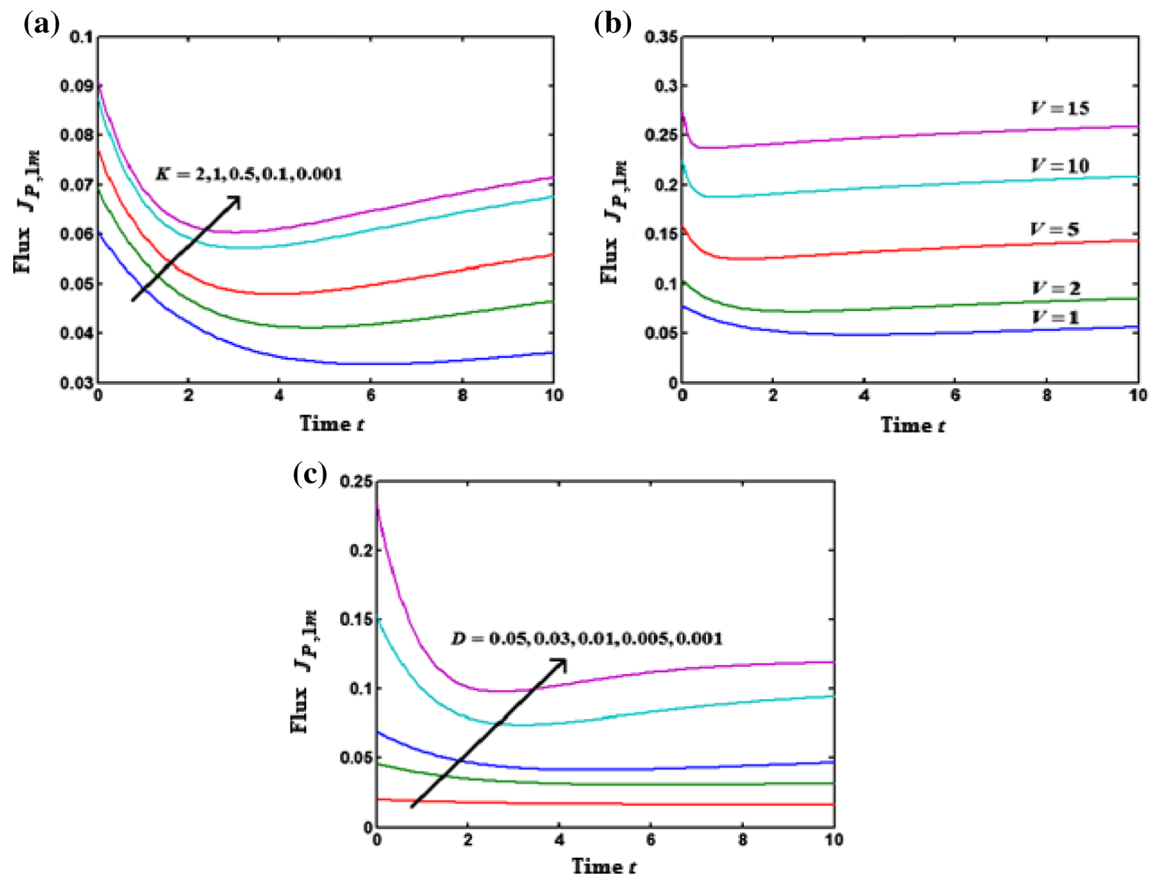 (a)
0.1
0.09
0.08
0.07
0.06
0.05
0.04
0.03
Flux J_{P,1m}
K = 2,1,0.5,0.1,0.001
0 2 4 6 8 10
Time t
(b)
0.35
0.3
0.25
0.2
0.15
0.1
0.05
0
Flux J_{P,1m}
V = 15
V = 10
V = 5
V = 2
V = 1
0 2 4 6 8 10
Time t
(c)
0.25
0.2
0.15
0.1
0.05
0
Flux J_{P,1m}
D = 0.05,0.03,0.01,0.005,0.001
0 2 4 6 8 10
Time t